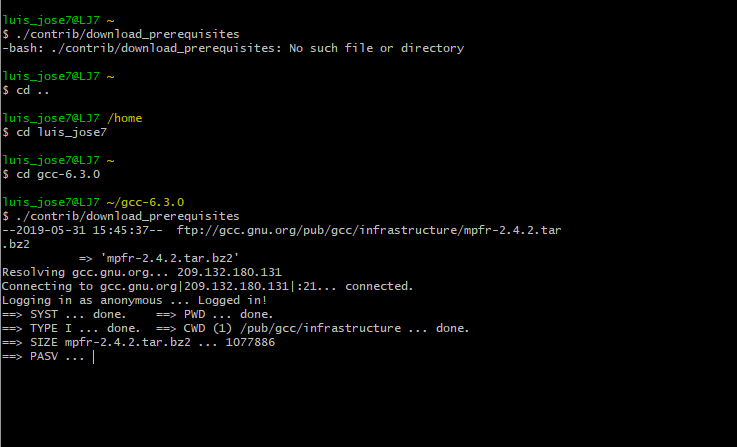 luis_jose7@LJ7 ~
$ ./contrib/download_prerequisites
-bash: ./contrib/download_prerequisites: No such file or directory
luis_jose7@LJ7 ~
$ cd ..
luis_jose7@LJ7 /home
$ cd luis_jose7
luis_jose7@LJ7 ~
$ cd gcc-6.3.0
luis_jose7@LJ7 ~/gcc-6.3.0
$ ./contrib/download_prerequisites
--2019-05-31 15:45:37--  ftp://gcc.gnu.org/pub/gcc/infrastructure/mpfr-2.4.2.tar
.bz2
           => 'mpfr-2.4.2.tar.bz2'
Resolving gcc.gnu.org... 209.132.180.131
Connecting to gcc.gnu.org|209.132.180.131|:21... connected.
Logging in as anonymous ... Logged in!
==> SYST ... done.    ==> PWD ... done.
==> TYPE I ... done.  ==> CWD (1) /pub/gcc/infrastructure ... done.
==> SIZE mpfr-2.4.2.tar.bz2 ... 1077886
==> PASV ...